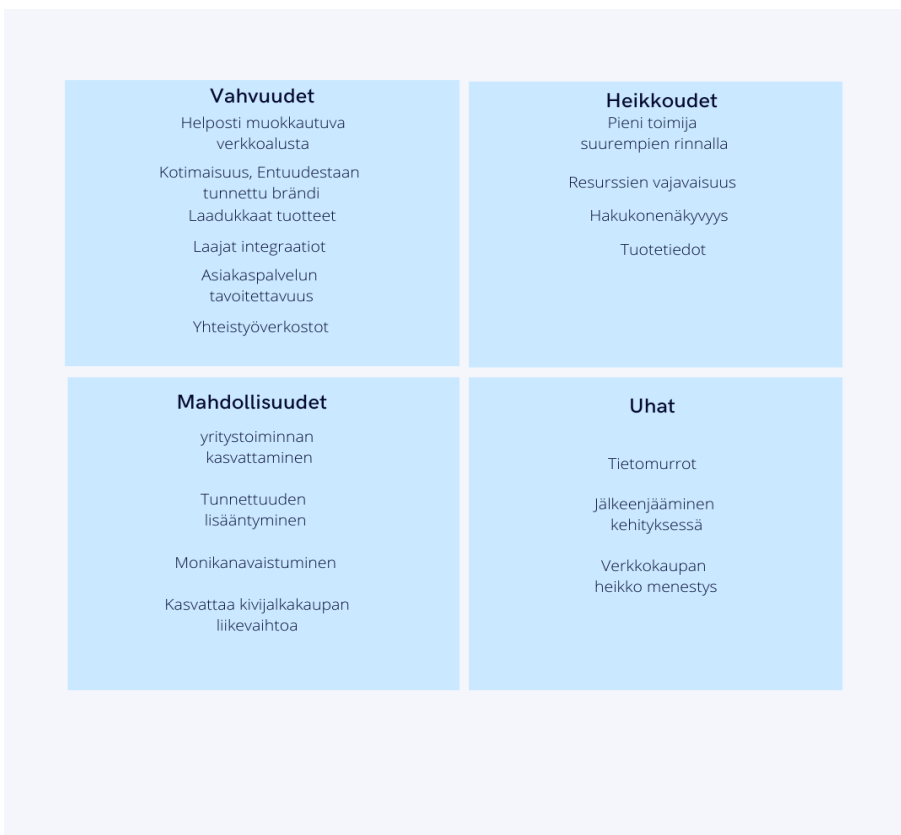 Vahvuudet
Helposti muokkautuva
verkkoalusta
Kotimaisuus, Entuudestaan
tunnettu brändi
Laadukkaat tuotteet
Laajat integraatiot
Asiakaspalvelun
tavoitettavuus
Yhteistyöverkostot
Heikkoudet
Pieni toimija
suurempien rinnalla
Resurssien vajavaisuus
Hakukonenäkyvyys
Tuotetiedot
Mahdollisuudet
yritystoiminnan
kasvattaminen
Tunnettuuden
lisääntyminen
Monikanavaistuminen
Kasvattaa kivijalkakaupan
liikevaihtoa
Uhat
Tietomurrot
Jälkeenjääminen
kehityksessä
Verkkokaupan
heikko menestys